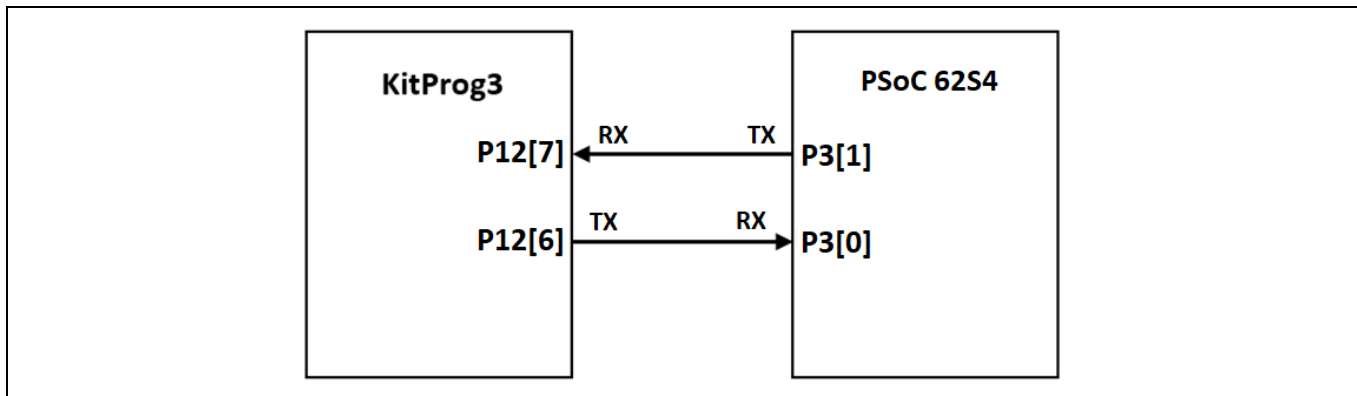 KitProg3 PSoC 62S4
P12[7] RX TX P3[1]
P12[6] TX RX P3[0]